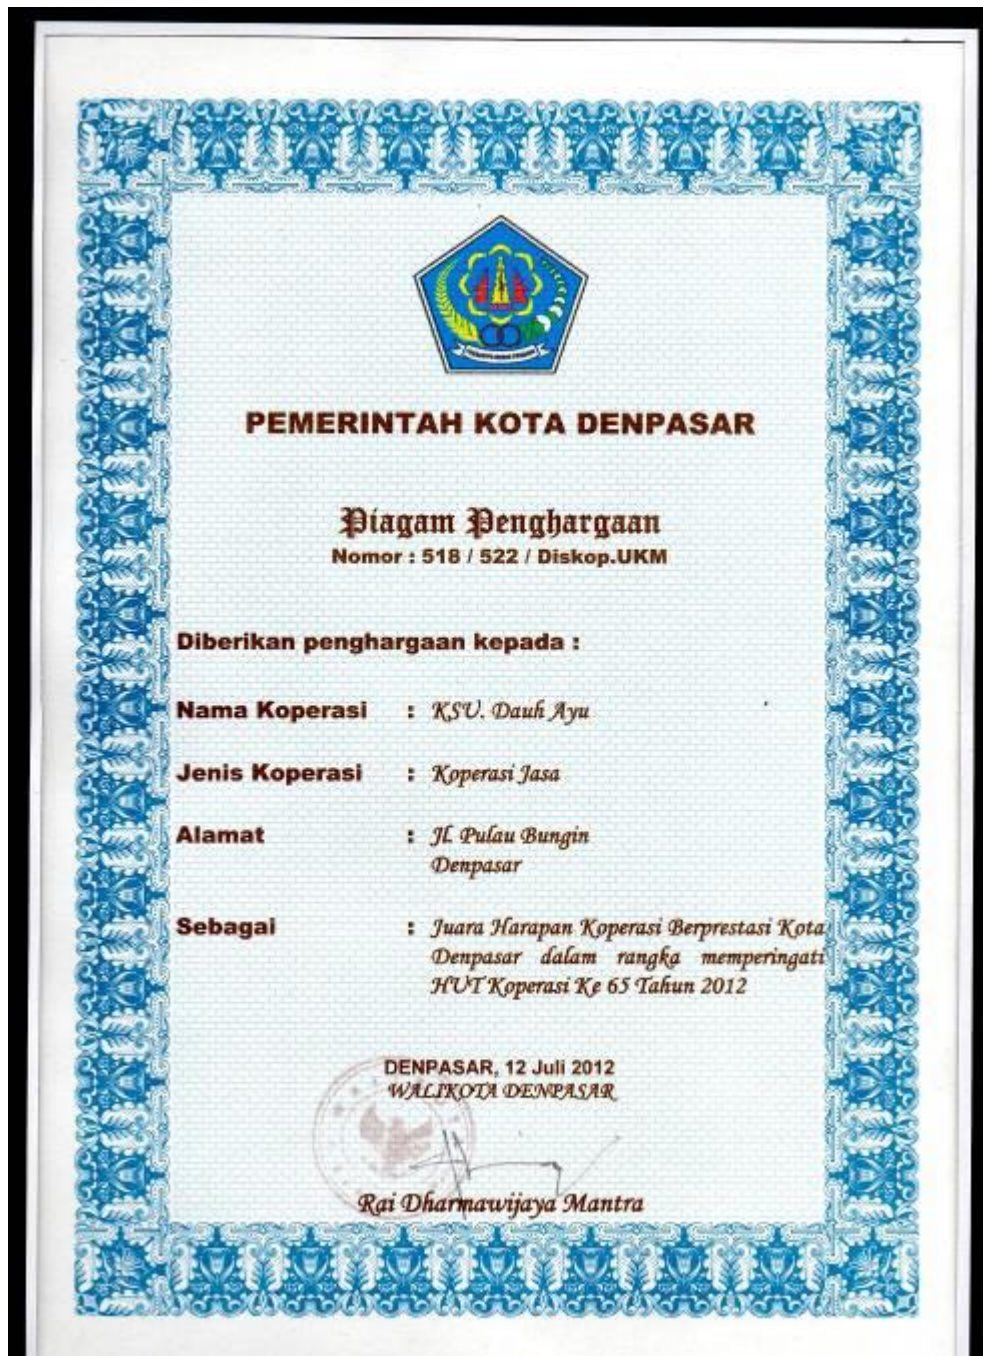 PEMERINTAH KOTA DENPASAR
Piagam Penghargaan
Nomor : 518 / 522 / Diskop.UKM
Diberikan penghargaan kepada :
Nama Koperasi : KSU. Dauh Ayu
Jenis Koperasi : Koperasi Jasa
Alamat : Jl. Pulau Bungin
Denpasar
Sebagai : Juara Harapan Koperasi Berprestasi Kota
Denpasar dalam rangka memperingati
HUT Koperasi Ke 65 Tahun 2012
DENPASAR, 12 Juli 2012
WALIKOTA DENPASAR
Rai Dharmawijaya Mantra